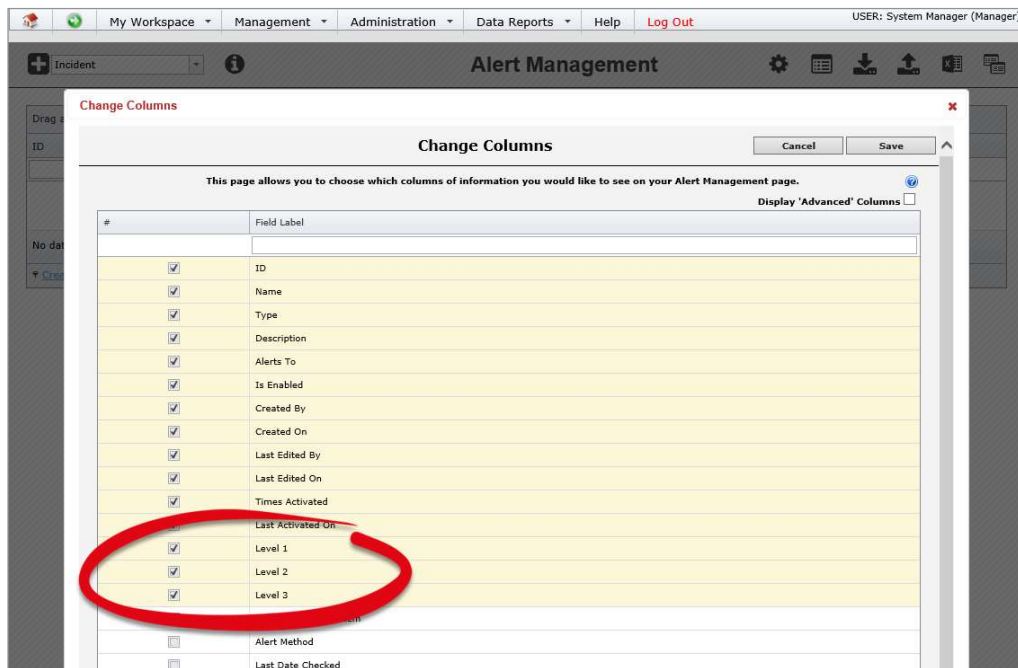 My Workspace Management Administration Data Reports Help Log Out
USER: System Manager (Manager)
Incident
Alert Management
Drag a
ID
No dat
Crea
Change Columns
Change Columns
Cancel Save
This page allows you to choose which columns of information you would like to see on your Alert Management page.
Display 'Advanced' Columns
# Field Label
ID
Name
Type
Description
Alerts To
Is Enabled
Created By
Created On
Last Edited By
Last Edited On
Times Activated
Last Activated On
Level 1
Level 2
Level 3
Alert Method
Last Date Checked